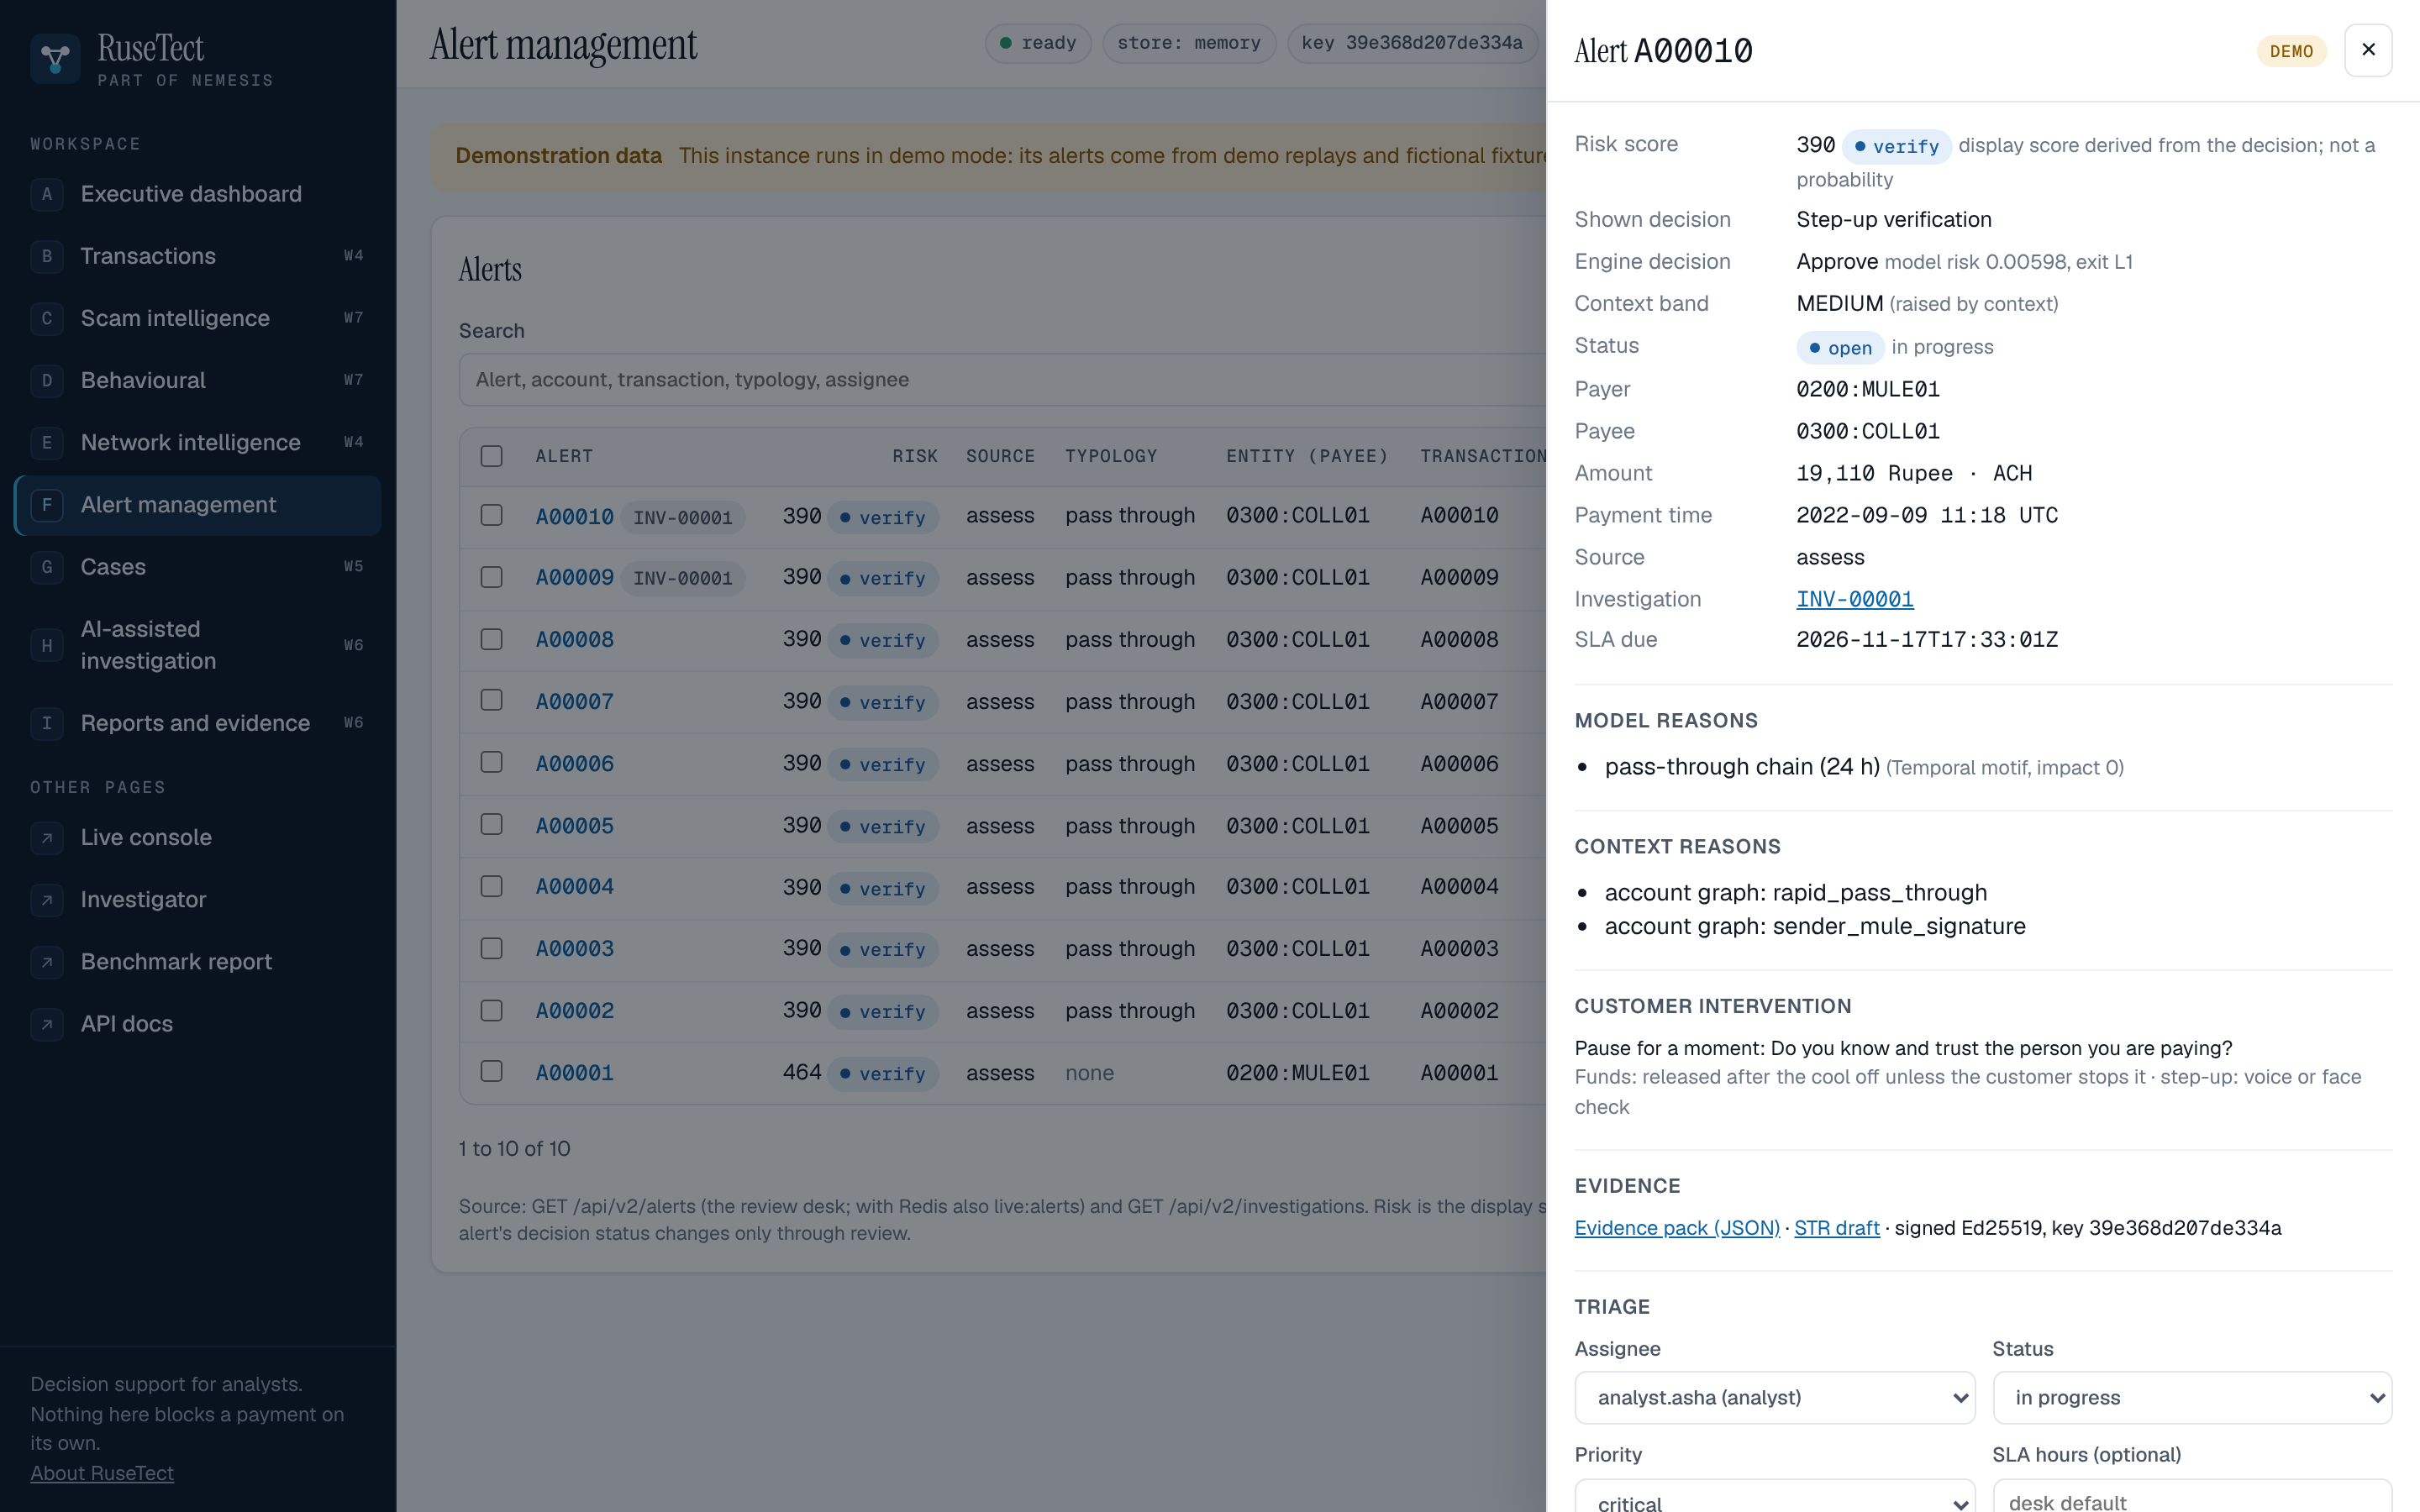 RuseTect
PART OF NEMESIS
WORKSPACE
A Executive dashboard
B Transactions W4
C Scam intelligence W7
D Behavioural W7
E Network intelligence W4
F Alert management
G Cases W5
H AI-assisted investigation W6
I Reports and evidence W6
OTHER PAGES
Live console
Investigator
Benchmark report
API docs
Decision support for analysts.
Nothing here blocks a payment on
its own.
About RuseTect
Alert management
ready
store: memory
key 39e368d207de334a
Demonstration data This instance runs in demo mode: its alerts come from demo replays and fictional fixture
Alerts
Search
Alert, account, transaction, typology, assignee
ALERT RISK SOURCE TYPOLOGY ENTITY (PAYEE) TRANSACTION
A00010 INV-00001 390 verify assess pass through 0300:COLL01 A00010
A00009 INV-00001 390 verify assess pass through 0300:COLL01 A00009
A00008 390 verify assess pass through 0300:COLL01 A00008
A00007 390 verify assess pass through 0300:COLL01 A00007
A00006 390 verify assess pass through 0300:COLL01 A00006
A00005 390 verify assess pass through 0300:COLL01 A00005
A00004 390 verify assess pass through 0300:COLL01 A00004
A00003 390 verify assess pass through 0300:COLL01 A00003
A00002 390 verify assess pass through 0300:COLL01 A00002
A00001 464 verify assess none 0200:MULE01 A00001
1 to 10 of 10
Source: GET /api/v2/alerts (the review desk; with Redis also live:alerts) and GET /api/v2/investigations. Risk is the display s
alert's decision status changes only through review.
Alert A00010
DEMO
×
Risk score 390 verify display score derived from the decision; not a
probability
Shown decision Step-up verification
Engine decision Approve model risk 0.00598, exit L1
Context band MEDIUM (raised by context)
Status open in progress
Payer 0200:MULE01
Payee 0300:COLL01
Amount 19,110 Rupee · ACH
Payment time 2022-09-09 11:18 UTC
Source assess
Investigation INV-00001
SLA due 2026-11-17T17:33:01Z
MODEL REASONS
• pass-through chain (24 h) (Temporal motif, impact 0)
CONTEXT REASONS
• account graph: rapid_pass_through
• account graph: sender_mule_signature
CUSTOMER INTERVENTION
Pause for a moment: Do you know and trust the person you are paying?
Funds: released after the cool off unless the customer stops it · step-up: voice or face
check
EVIDENCE
Evidence pack (JSON) · STR draft · signed Ed25519, key 39e368d207de334a
TRIAGE
Assignee Status
analyst.asha (analyst) in progress
Priority SLA hours (optional)
critical desk default